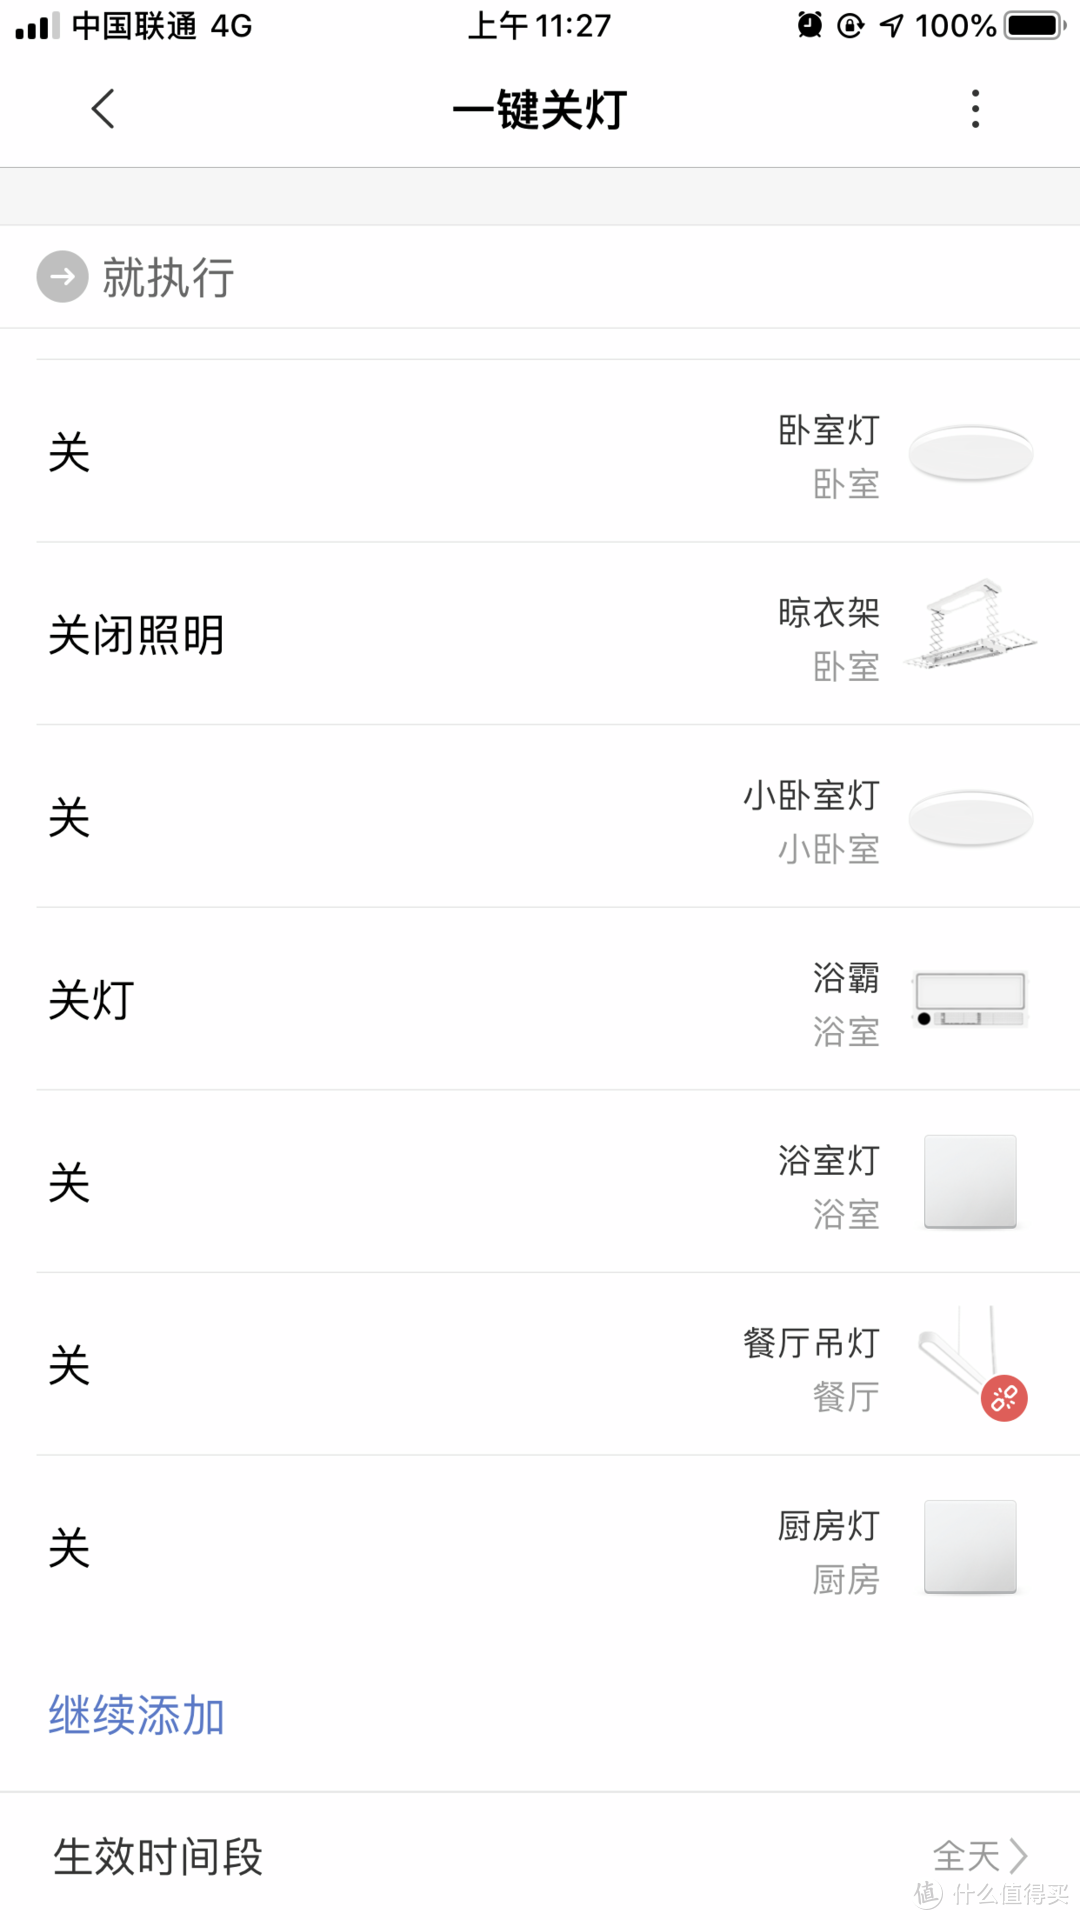 中国联通 4G 上午11:27 100%
一键关灯
就执行
卧室灯
关
卧室
晾衣架
关闭照明
卧室
小卧室灯
关
小卧室
浴霸
关灯
浴室
浴室灯
关
浴室
餐厅吊灯
关
餐厅
厨房灯
关
厨房
继续添加
生效时间段 全天
值 什么值得买